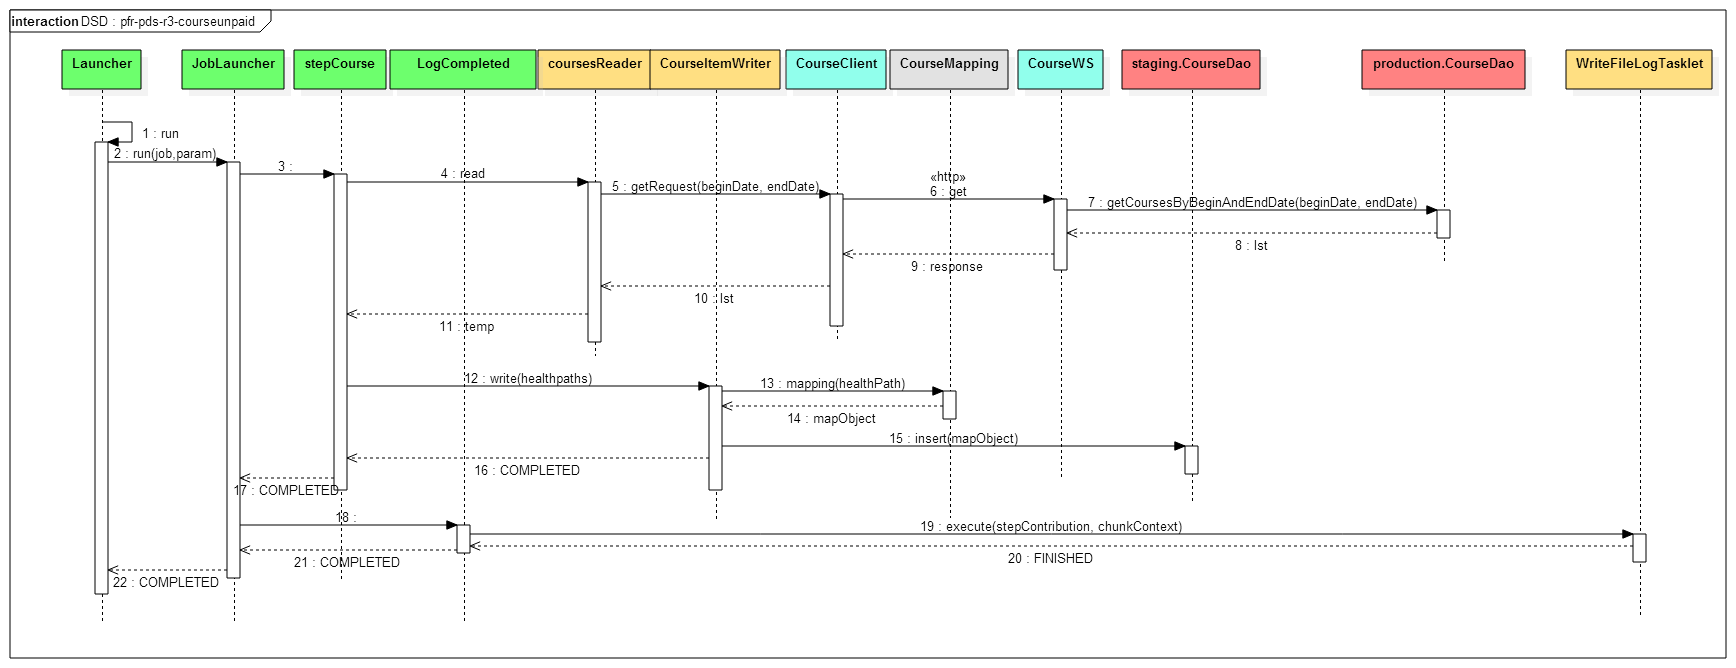 interaction DSD : pfr-pds-r3-courseunpaid
Launcher
JobLauncher
stepCourse
LogCompleted
coursesReader
CourseItemWriter
CourseClient
CourseMapping
CourseWS
staging.CourseDao
production.CourseDao
WriteFileLogTasklet
1 : run
2 : run(job,param)
3 :
4 : read
5 : getRequest(beginDate, endDate)
«http»
6 : get
7 : getCoursesByBeginAndEndDate(beginDate, endDate)
8 : lst
9 : response
10 : lst
11 : temp
12 : write(healthpaths)
13 : mapping(healthPath)
14 : mapObject
15 : insert(mapObject)
16 : COMPLETED
17 : COMPLETED
18 :
19 : execute(stepContribution, chunkContext)
20 : FINISHED
21 : COMPLETED
22 : COMPLETED